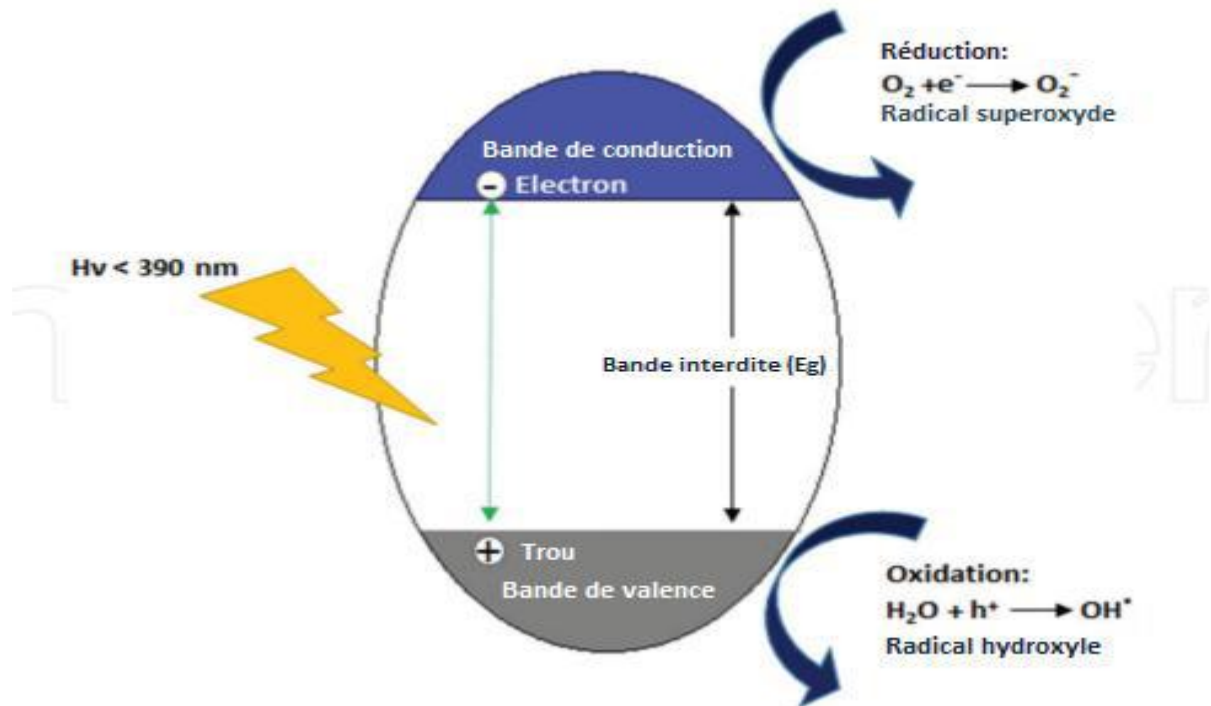 Réduction:
O₂ +e⁻ → O₂⁻
Radical superoxyde
Bande de conduction
- Electron
Hν < 390 nm
Bande interdite (Eg)
+ Trou
Bande de valence
Oxidation:
H₂O + h⁺ → OH•
Radical hydroxyle